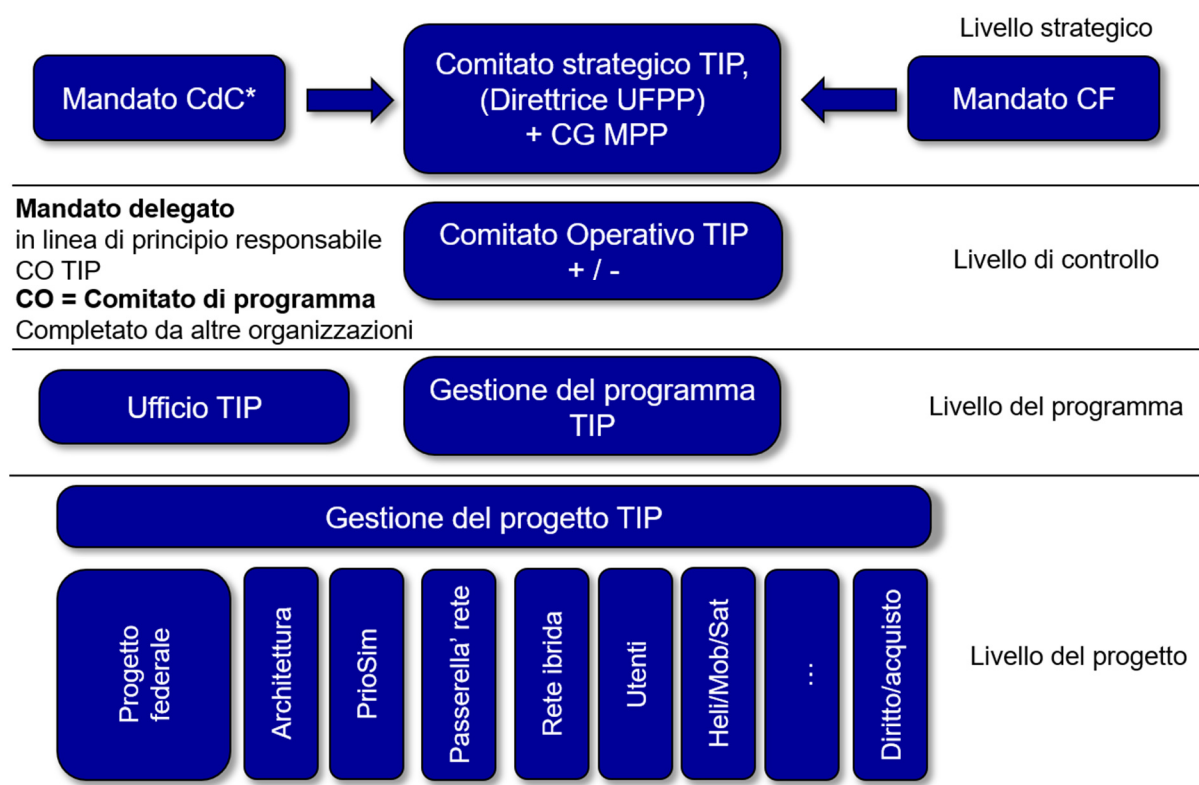 Livello strategico
Mandato CdC*
Comitato strategico TIP,
(Direttrice UFPP)
+ CG MPP
Mandato CF
Mandato delegato
in linea di principio responsabile
CO TIP
CO = Comitato di programma
Completato da altre organizzazioni
Comitato Operativo TIP
+ / -
Livello di controllo
Ufficio TIP
Gestione del programma
TIP
Livello del programma
Gestione del progetto TIP
Progetto
federale
Architettura
PrioSim
Passerella’ rete
Rete ibrida
Utenti
Heli/Mob/Sat
...
Diritto/acquisto
Livello del progetto